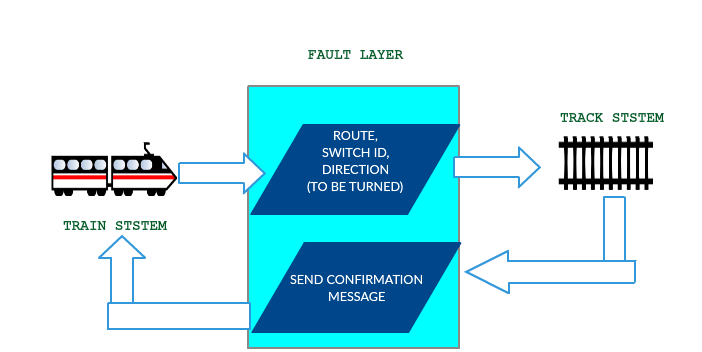 FAULT LAYER
TRACK STSTEM
ROUTE,
SWITCH ID,
DIRECTION
(TO BE TURNED)
TRAIN STSTEM
SEND CONFIRMATION
MESSAGE